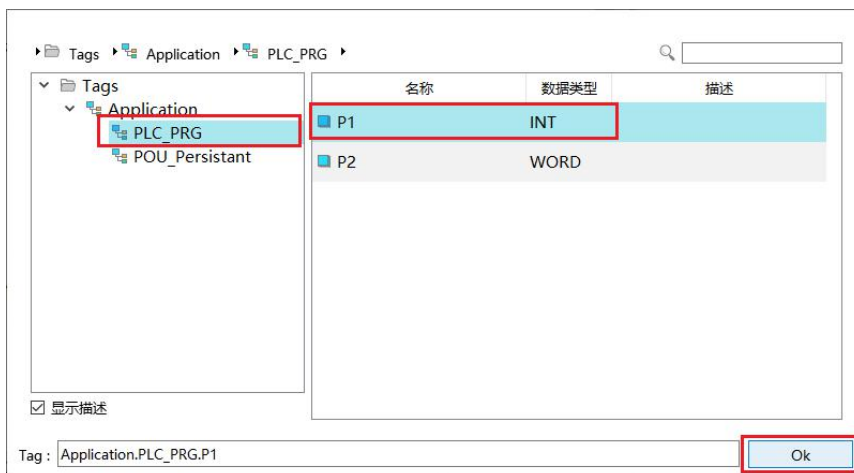 Tags Application PLC_PRG
Tags
Application
PLC_PRG
POU_Persistant
名称 数据类型 描述
P1 INT
P2 WORD
显示描述
Tag : Application.PLC_PRG.P1 Ok